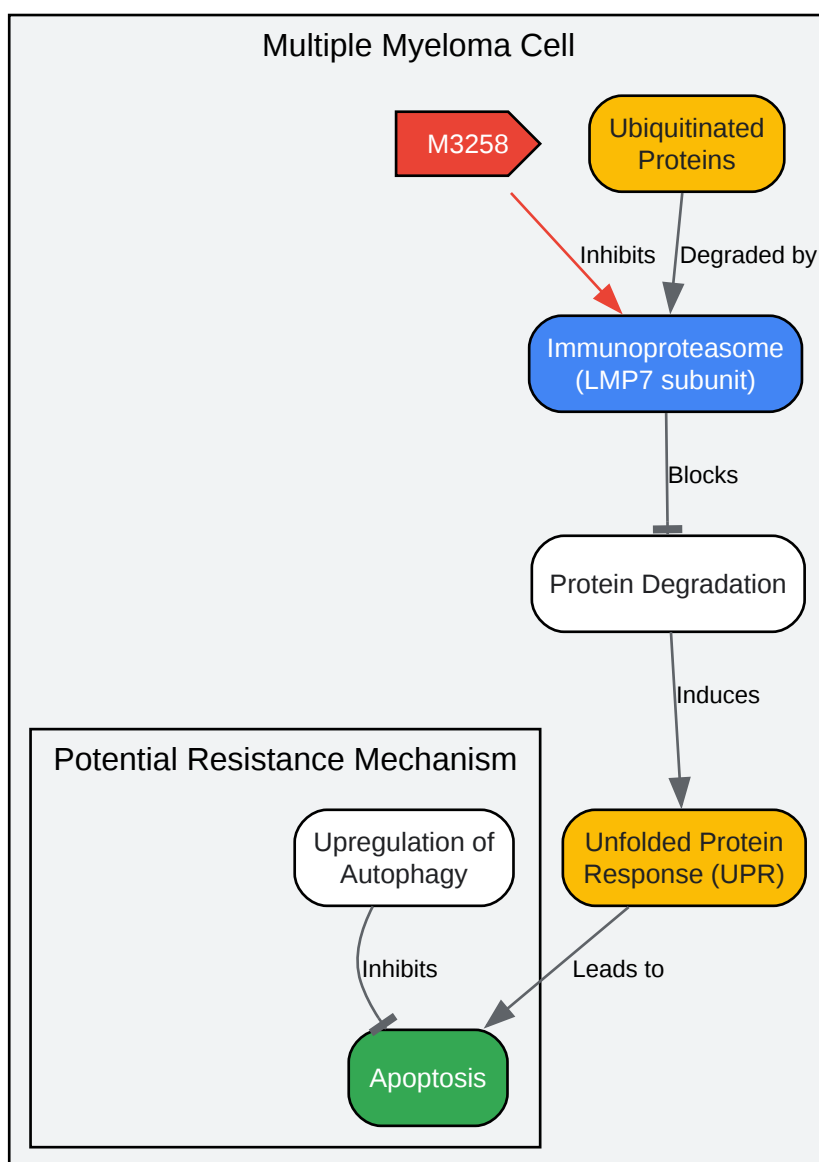 Multiple Myeloma Cell
M3258
Ubiquitinated
Proteins
Inhibits
Degraded by
Immunoproteasome
(LMP7 subunit)
Blocks
Protein Degradation
Induces
Potential Resistance Mechanism
Upregulation of
Autophagy
Unfolded Protein
Response (UPR)
Inhibits
Leads to
Apoptosis